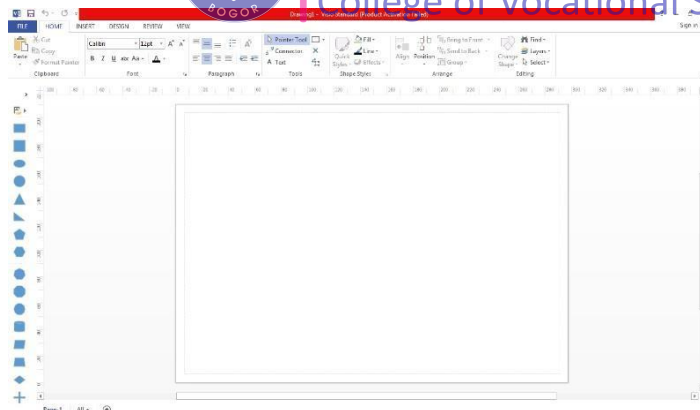 College of Vocational S
BOGOR
Drawing1 - Visio Standard (Product Activation Failed)
FILE HOME INSERT DESIGN REVIEW VIEW
Sign in
Cut
Copy
Format Painter
Paste
Clipboard
Calibri 12pt
B I U abc Aa A
Font
Paragraph
Pointer Tool
Connector
A Text
Tools
Quick Styles
Fill
Line
Effects
Shape Styles
Align Position
Bring to Front
Send to Back
Group
Arrange
Change Shape
Find
Layers
Select
Editing
Page-1 All